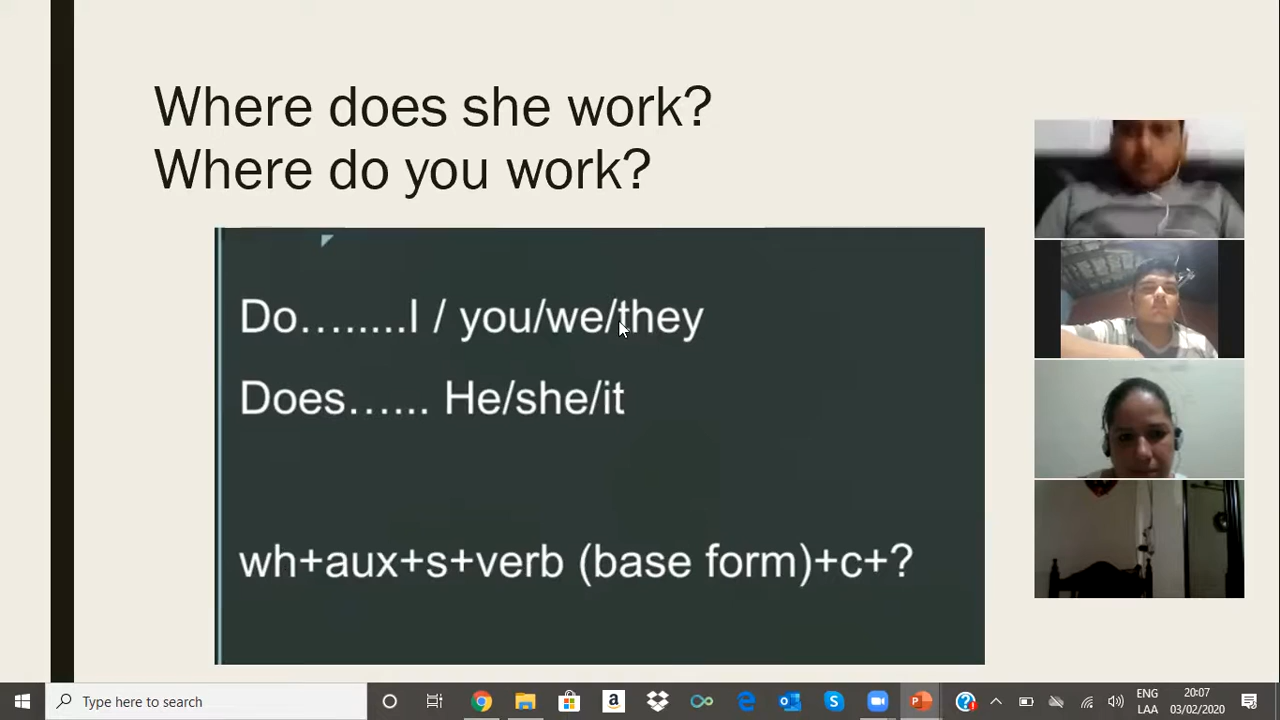 Where does she work?
Where do you work?
Do….....I / you/we/they
Does…... He/she/it
wh+aux+s+verb (base form)+c+?
Type here to search
ENG
LAA
20:07
03/02/2020